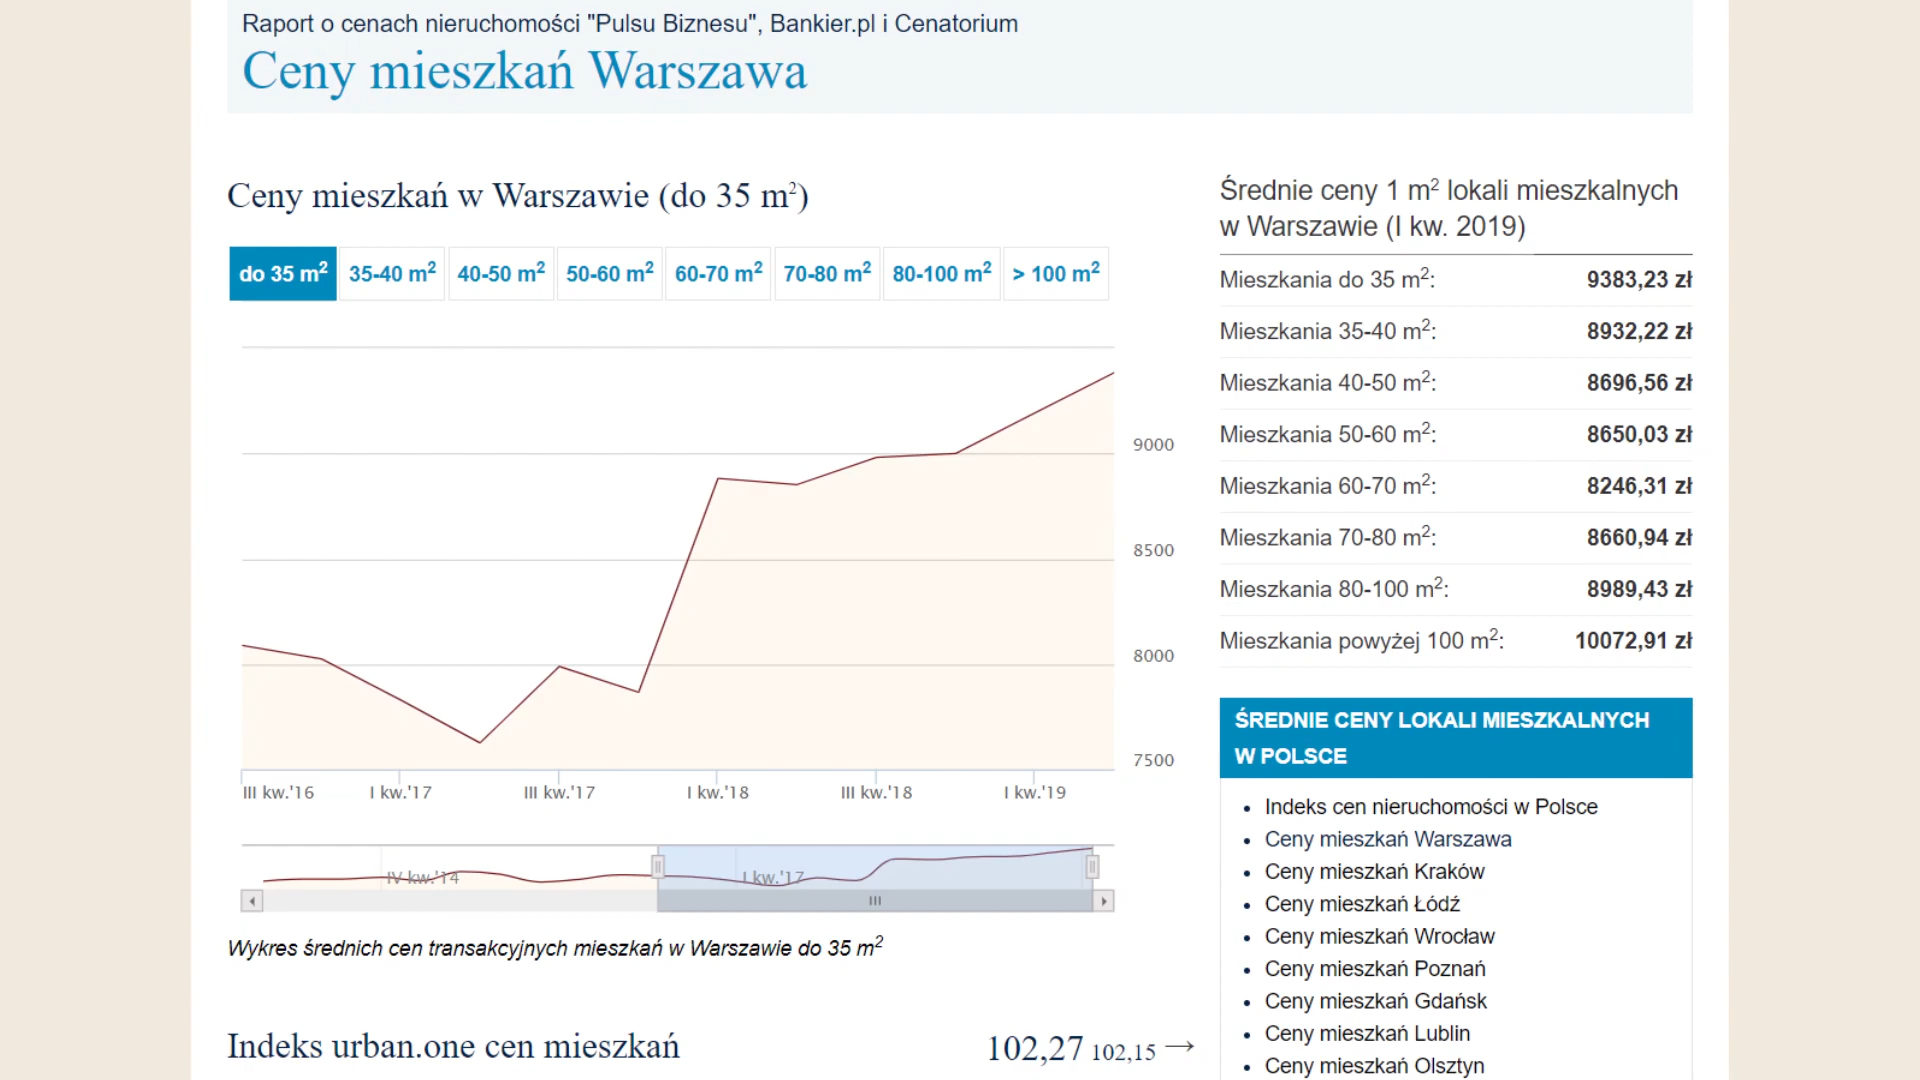 Raport o cenach nieruchomości "Pulsu Biznesu", Bankier.pl i Cenatorium
Ceny mieszkań Warszawa
Ceny mieszkań w Warszawie (do 35 m²)
do 35 m² 35-40 m² 40-50 m² 50-60 m² 60-70 m² 70-80 m² 80-100 m² > 100 m²
9000
8500
8000
7500
III kw.'16 I kw.'17 III kw.'17 I kw.'18 III kw.'18 I kw.'19
IV kw.'14 I kw.'17
Wykres średnich cen transakcyjnych mieszkań w Warszawie do 35 m²
Indeks urban.one cen mieszkań 102,27 102,15 →
Średnie ceny 1 m² lokali mieszkalnych
w Warszawie (I kw. 2019)
Mieszkania do 35 m²: 9383,23 zł
Mieszkania 35-40 m²: 8932,22 zł
Mieszkania 40-50 m²: 8696,56 zł
Mieszkania 50-60 m²: 8650,03 zł
Mieszkania 60-70 m²: 8246,31 zł
Mieszkania 70-80 m²: 8660,94 zł
Mieszkania 80-100 m²: 8989,43 zł
Mieszkania powyżej 100 m²: 10072,91 zł
ŚREDNIE CENY LOKALI MIESZKALNYCH
W POLSCE
• Indeks cen nieruchomości w Polsce
• Ceny mieszkań Warszawa
• Ceny mieszkań Kraków
• Ceny mieszkań Łódź
• Ceny mieszkań Wrocław
• Ceny mieszkań Poznań
• Ceny mieszkań Gdańsk
• Ceny mieszkań Lublin
• Ceny mieszkań Olsztyn